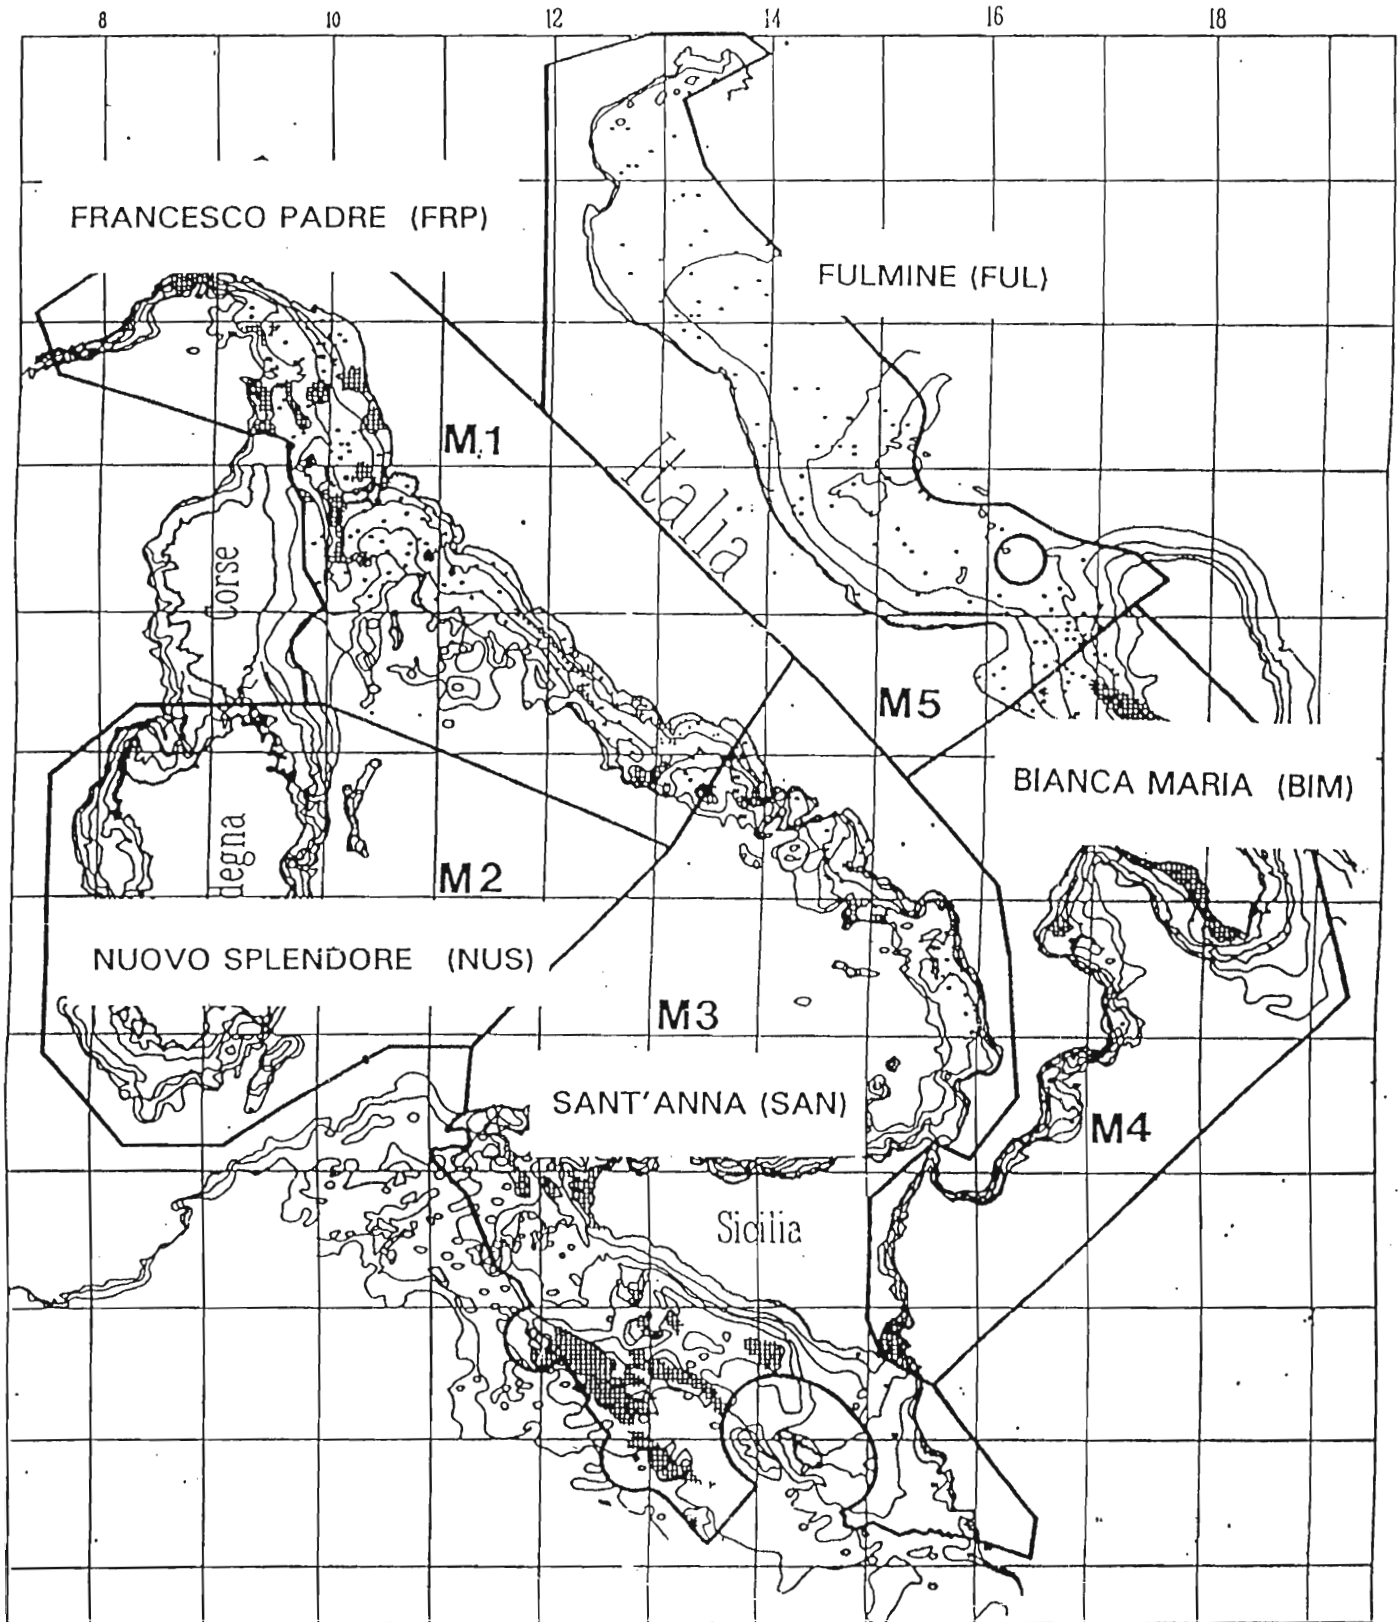 8 10 12 14 16 18
FRANCESCO PADRE (FRP)
FULMINE (FUL)
M.1
Italia
Corse
M5
BIANCA MARIA (BIM)
degna
M2
NUOVO SPLENDORE (NUS)
M3
SANT'ANNA (SAN)
M4
Sicilia